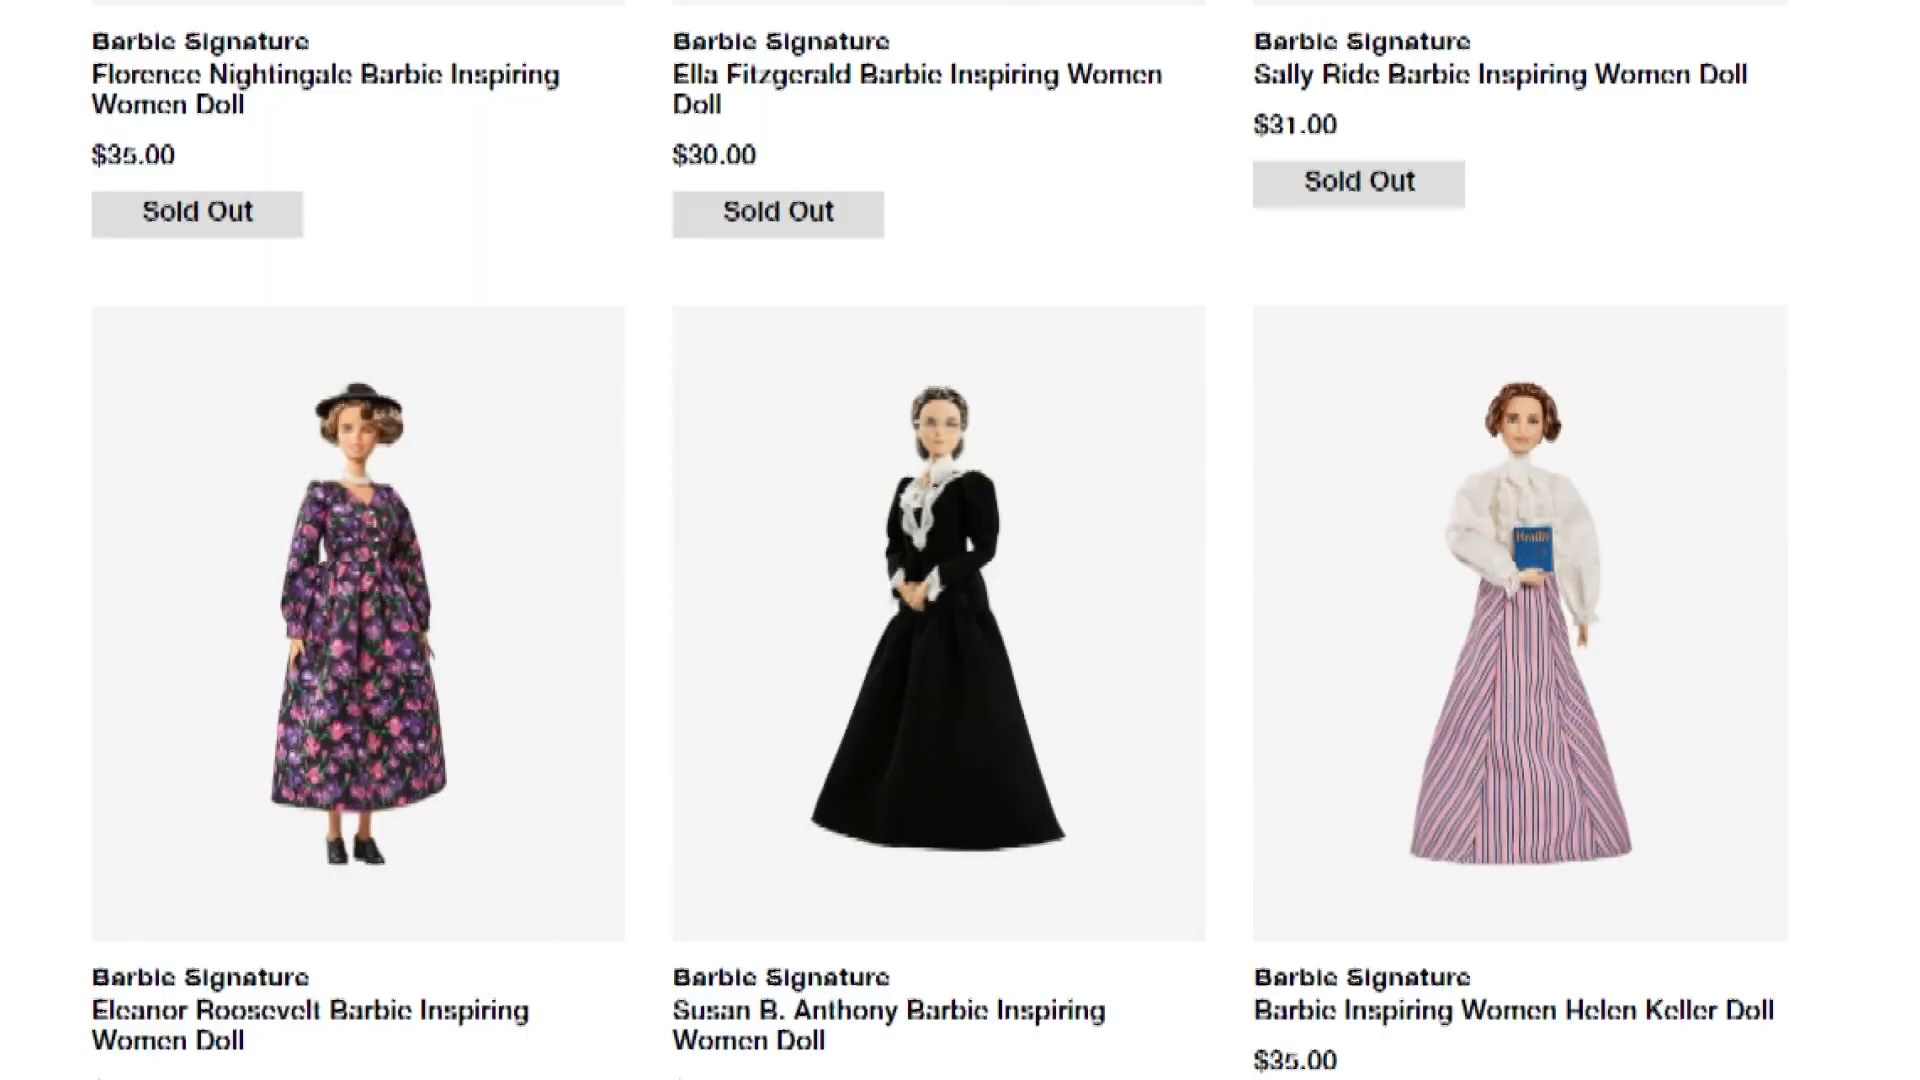 Barbie Signature
Florence Nightingale Barbie Inspiring
Women Doll
$35.00
Sold Out
Barbie Signature
Ella Fitzgerald Barbie Inspiring Women
Doll
$30.00
Sold Out
Barbie Signature
Sally Ride Barbie Inspiring Women Doll
$31.00
Sold Out
Braille
Barbie Signature
Eleanor Roosevelt Barbie Inspiring
Women Doll
Barbie Signature
Susan B. Anthony Barbie Inspiring
Women Doll
Barbie Signature
Barbie Inspiring Women Helen Keller Doll
$35.00